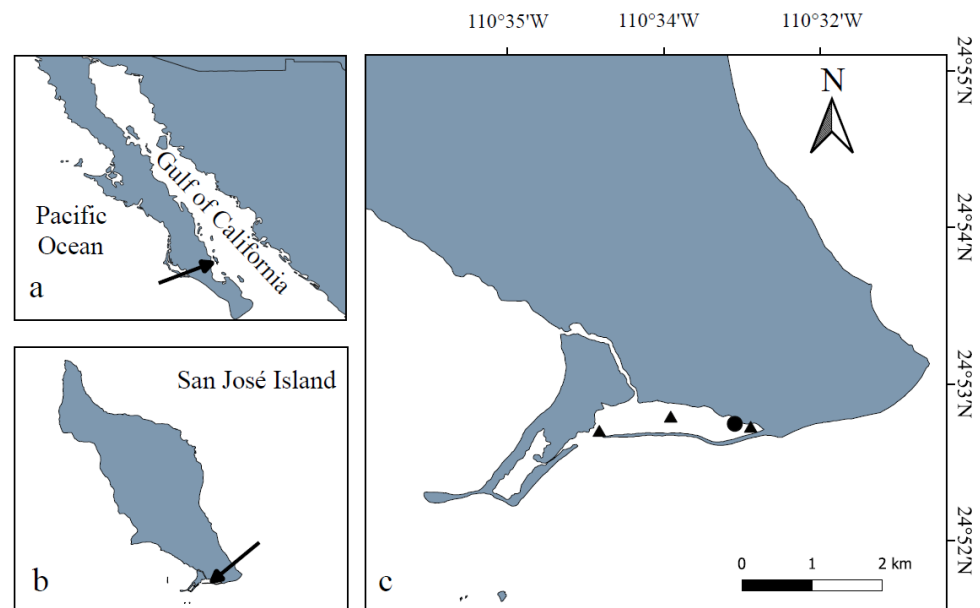 Pacific
Ocean
Gulf of California
a
San José Island
b
110°35'W 110°34'W 110°32'W
24°55'N
24°54'N
24°53'N
24°52'N
N
0 1 2 km
c